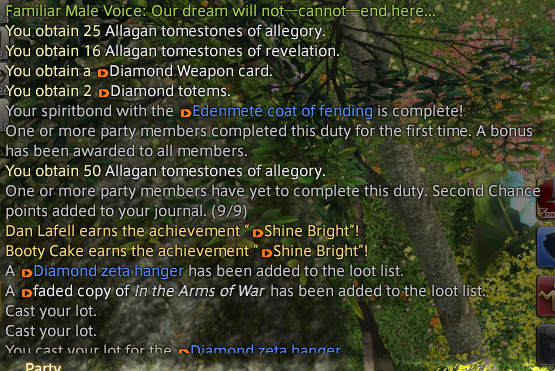 Familiar Male Voice: Our dream will not—cannot—end here...
You obtain 25 Allagan tomestones of allegory.
You obtain 16 Allagan tomestones of revelation.
You obtain a Diamond Weapon card.
You obtain 2 Diamond totems.
Your spiritbond with the Edenmete coat of fending is complete!
One or more party members completed this duty for the first time. A bonus
has been awarded to all members.
You obtain 50 Allagan tomestones of allegory.
One or more party members have yet to complete this duty. Second Chance
points added to your journal. (9/9)
Dan Lafell earns the achievement "Shine Bright"!
Booty Cake earns the achievement "Shine Bright"!
A Diamond zeta hanger has been added to the loot list.
A faded copy of In the Arms of War has been added to the loot list.
Cast your lot.
Cast your lot.
You cast your lot for the Diamond zeta hanger
Party